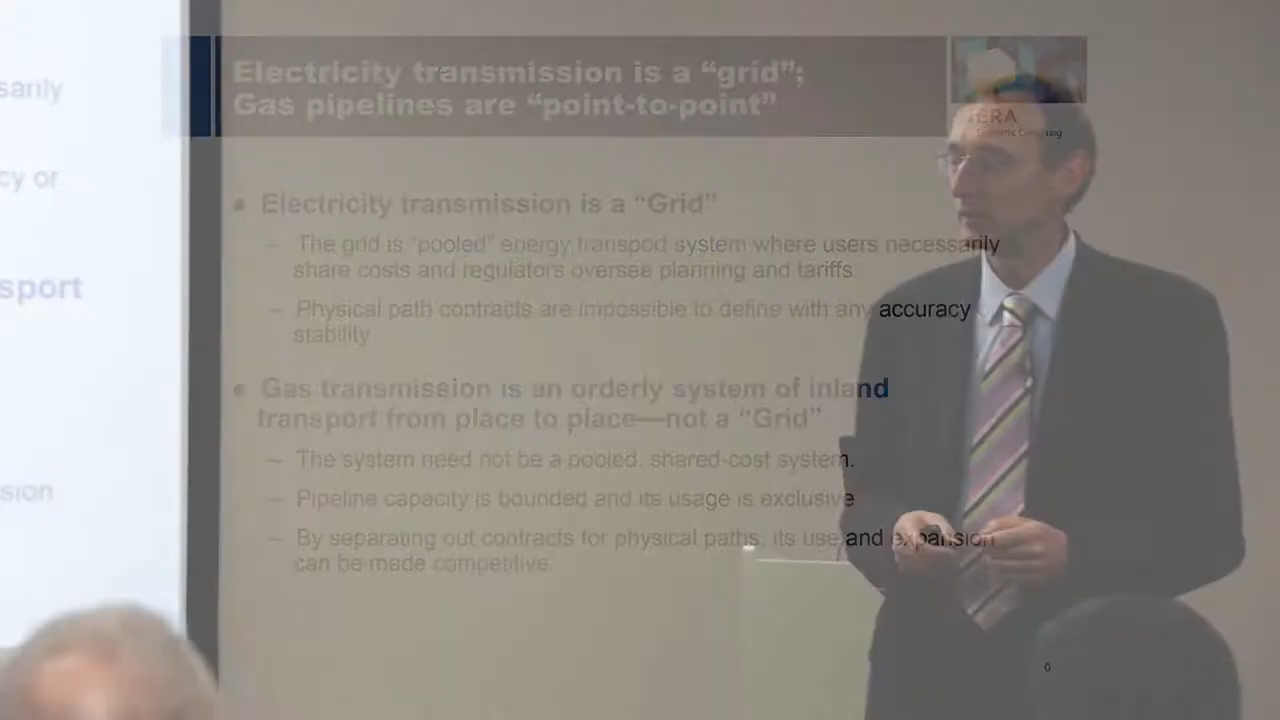 Electricity transmission is a “grid”;
Gas pipelines are “point-to-point”
Economic Consulting
sarily
cy or
sport
sion
• Electricity transmission is a “Grid”
– The grid is “pooled” energy transport system where users necessarily
share costs and regulators oversee planning and tariffs
– Physical path contracts are impossible to define with any accuracy
stability
• Gas transmission is an orderly system of inland
transport from place to place—not a “Grid”
– The system need not be a pooled, shared-cost system.
– Pipeline capacity is bounded and its usage is exclusive
– By separating out contracts for physical paths, its use and expansion
can be made competitive.
0